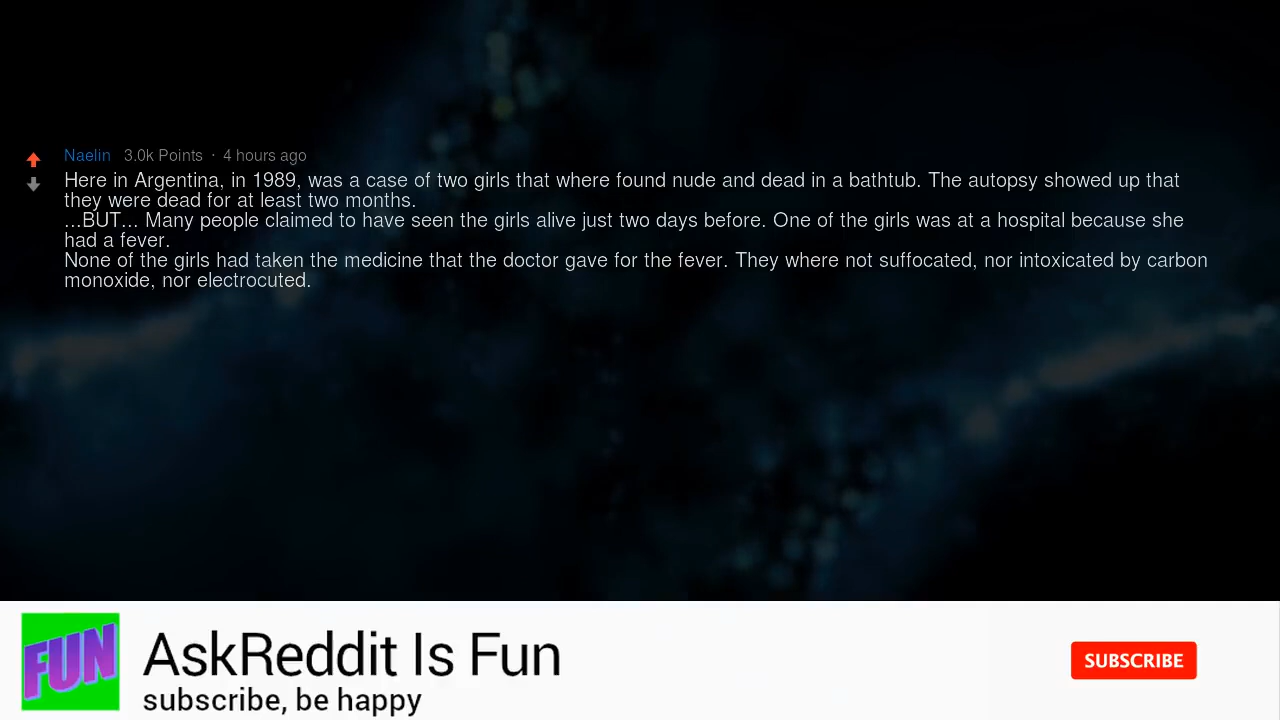 Naelin 3.0k Points · 4 hours ago
Here in Argentina, in 1989, was a case of two girls that where found nude and dead in a bathtub. The autopsy showed up that
they were dead for at least two months.
...BUT... Many people claimed to have seen the girls alive just two days before. One of the girls was at a hospital because she
had a fever.
None of the girls had taken the medicine that the doctor gave for the fever. They where not suffocated, nor intoxicated by carbon
monoxide, nor electrocuted.
FUN
AskReddit Is Fun
subscribe, be happy
SUBSCRIBE